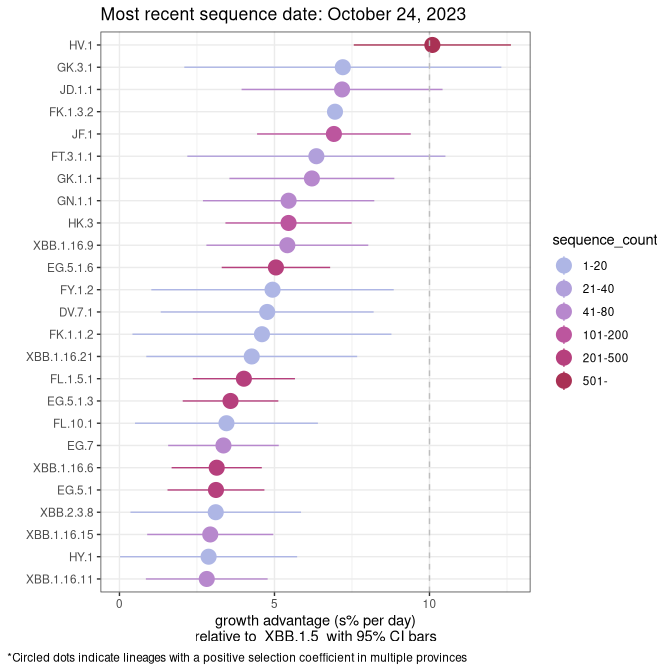 Most recent sequence date: October 24, 2023
HV.1
GK.3.1
JD.1.1
FK.1.3.2
JF.1
FT.3.1.1
GK.1.1
GN.1.1
HK.3
XBB.1.16.9
EG.5.1.6
FY.1.2
DV.7.1
FK.1.1.2
XBB.1.16.21
FL.1.5.1
EG.5.1.3
FL.10.1
EG.7
XBB.1.16.6
EG.5.1
XBB.2.3.8
XBB.1.16.15
HY.1
XBB.1.16.11
0 5 10
growth advantage (s% per day)
relative to XBB.1.5 with 95% CI bars
sequence_count
1-20
21-40
41-80
101-200
201-500
501-
*Circled dots indicate lineages with a positive selection coefficient in multiple provinces